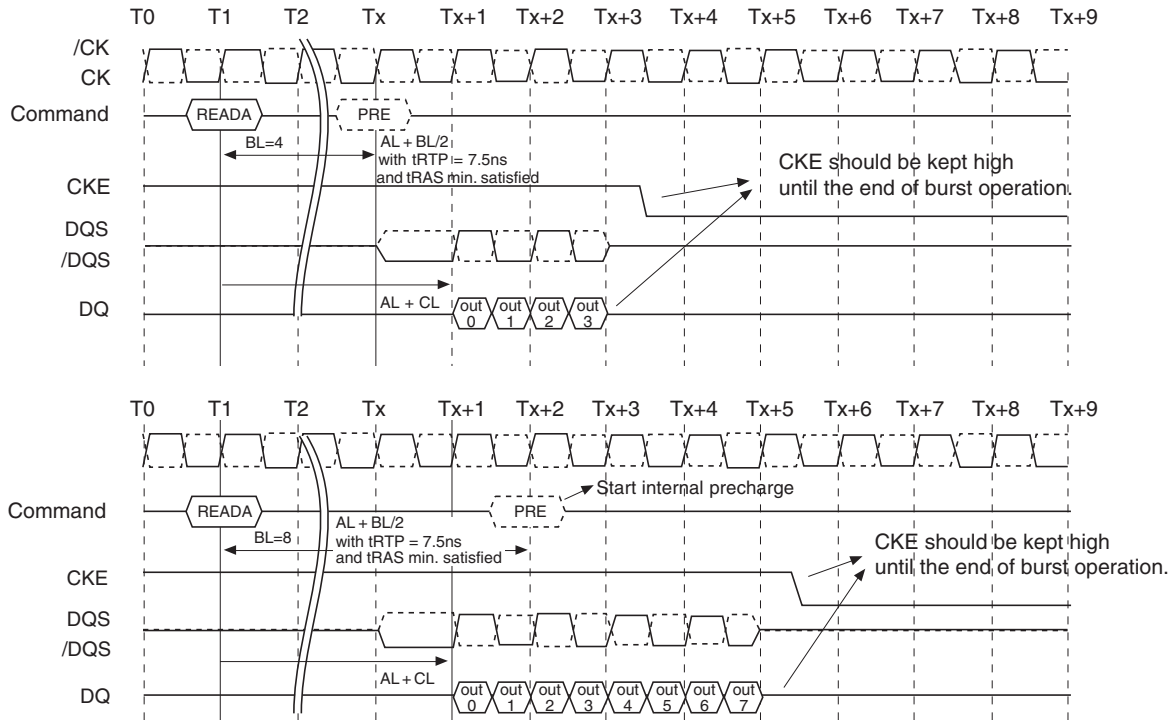 T0 T1 T2 Tx Tx+1 Tx+2 Tx+3 Tx+4 Tx+5 Tx+6 Tx+7 Tx+8 Tx+9
/CK
CK
Command READA PRE
BL=4 AL + BL/2
with tRTP = 7.5ns
and tRAS min. satisfied
CKE should be kept high
until the end of burst operation.
CKE
DQS
/DQS
AL + CL
DQ out 0 out 1 out 2 out 3
T0 T1 T2 Tx Tx+1 Tx+2 Tx+3 Tx+4 Tx+5 Tx+6 Tx+7 Tx+8 Tx+9
Start internal precharge
Command READA PRE
BL=8 AL + BL/2
with tRTP = 7.5ns
and tRAS min. satisfied
CKE should be kept high
until the end of burst operation.
CKE
DQS
/DQS
AL + CL
DQ out 0 out 1 out 2 out 3 out 4 out 5 out 6 out 7